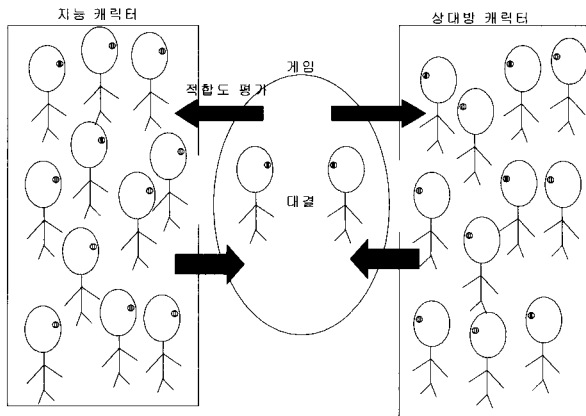 지능 캐릭터
상대방 캐릭터
게임
적합도 평가
대결